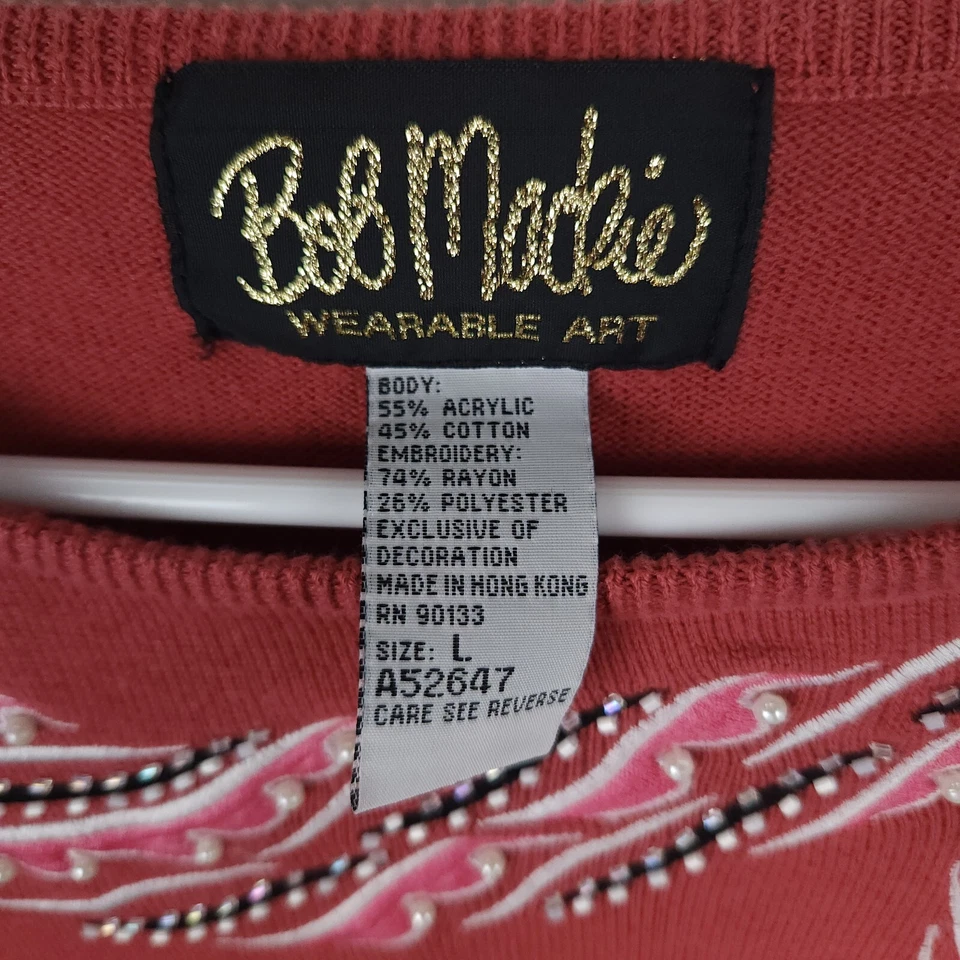 Bob Mackie
WEARABLE ART
BODY:
55% ACRYLIC
45% COTTON
EMBROIDERY:
74% RAYON
26% POLYESTER
EXCLUSIVE OF
DECORATION
MADE IN HONG KONG
RN 90133
SIZE: L
A52647
CARE SEE REVERSE